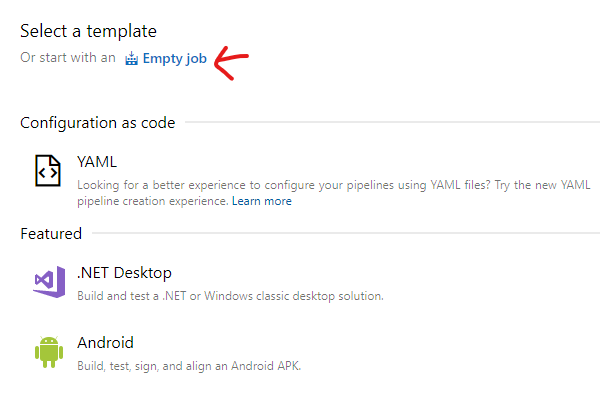 Select a template
Or start with an Empty job
Configuration as code
YAML
Looking for a better experience to configure your pipelines using YAML files? Try the new YAML
pipeline creation experience. Learn more
Featured
.NET Desktop
Build and test a .NET or Windows classic desktop solution.
Android
Build, test, sign, and align an Android APK.